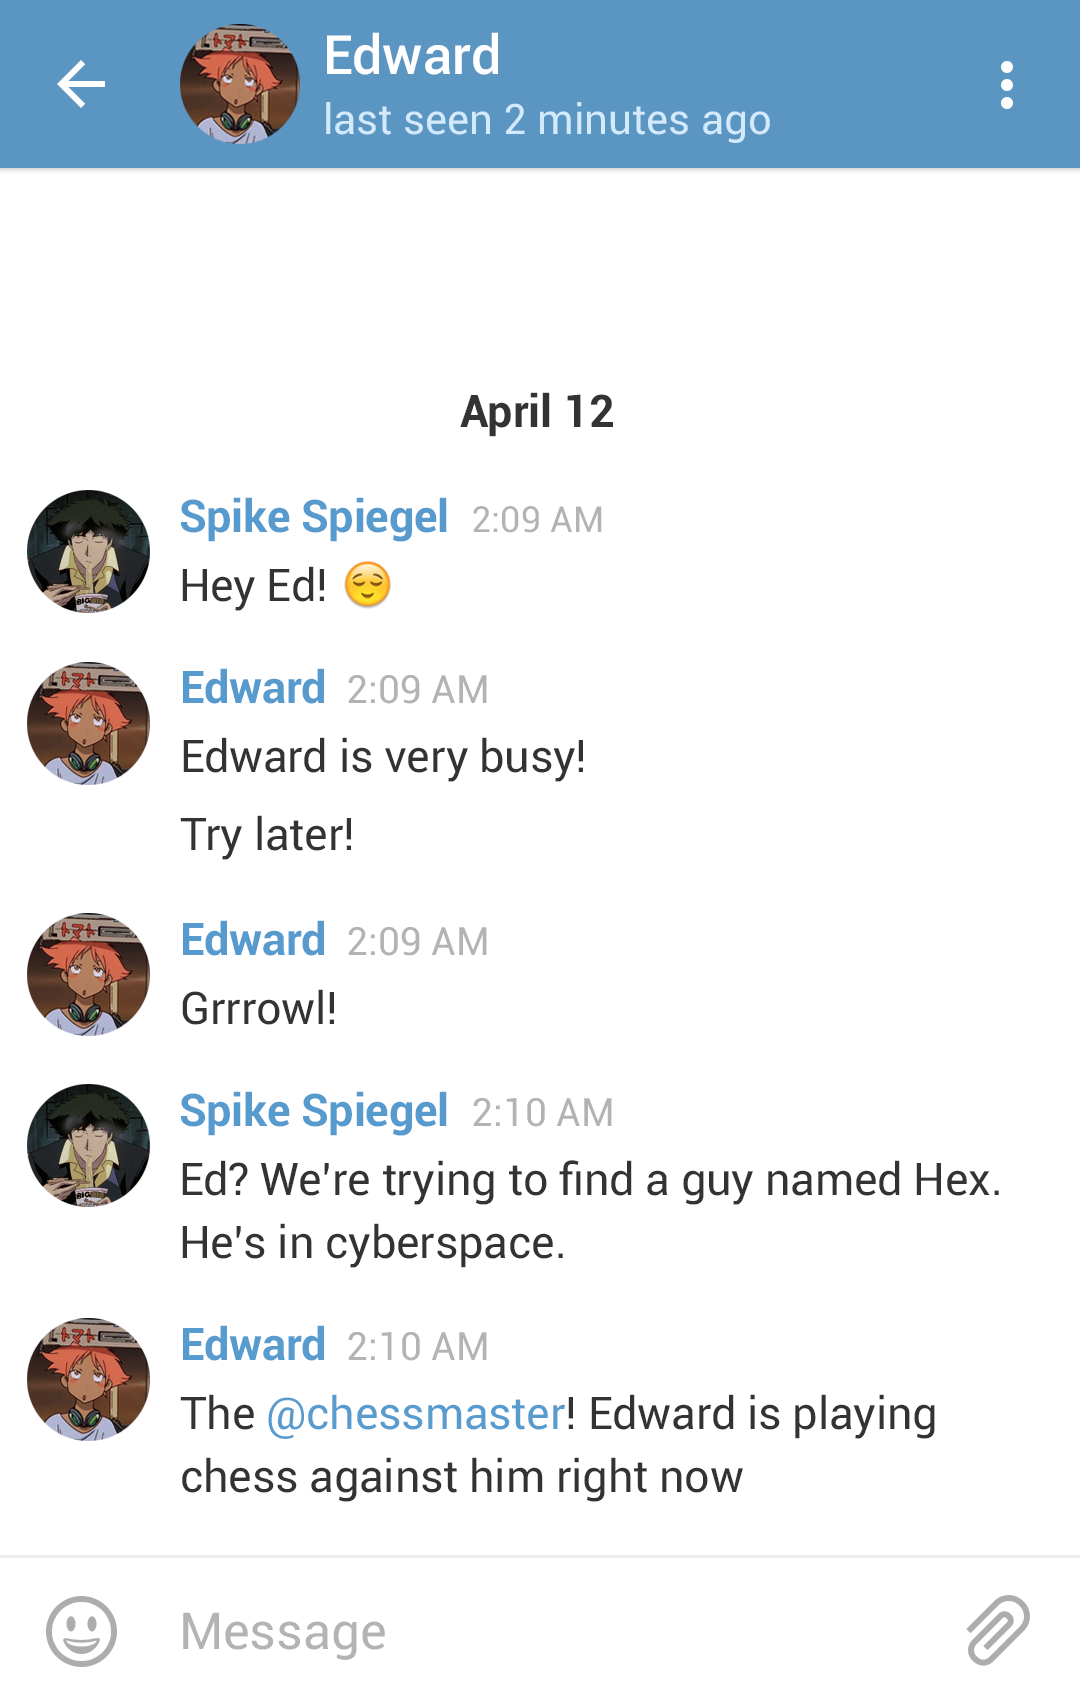 Edward
last seen 2 minutes ago
April 12
Spike Spiegel 2:09 AM
Hey Ed! 😌
Edward 2:09 AM
Edward is very busy!
Try later!
Edward 2:09 AM
Grrrowl!
Spike Spiegel 2:10 AM
Ed? We're trying to find a guy named Hex.
He's in cyberspace.
Edward 2:10 AM
The @chessmaster! Edward is playing
chess against him right now
Message